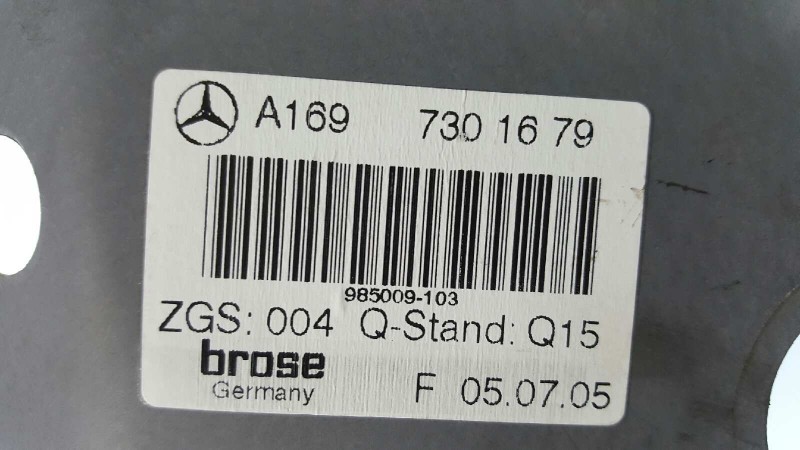 A169 730 16 79
985009-103
ZGS: 004 Q-Stand: Q15
brose
Germany F 05.07.05